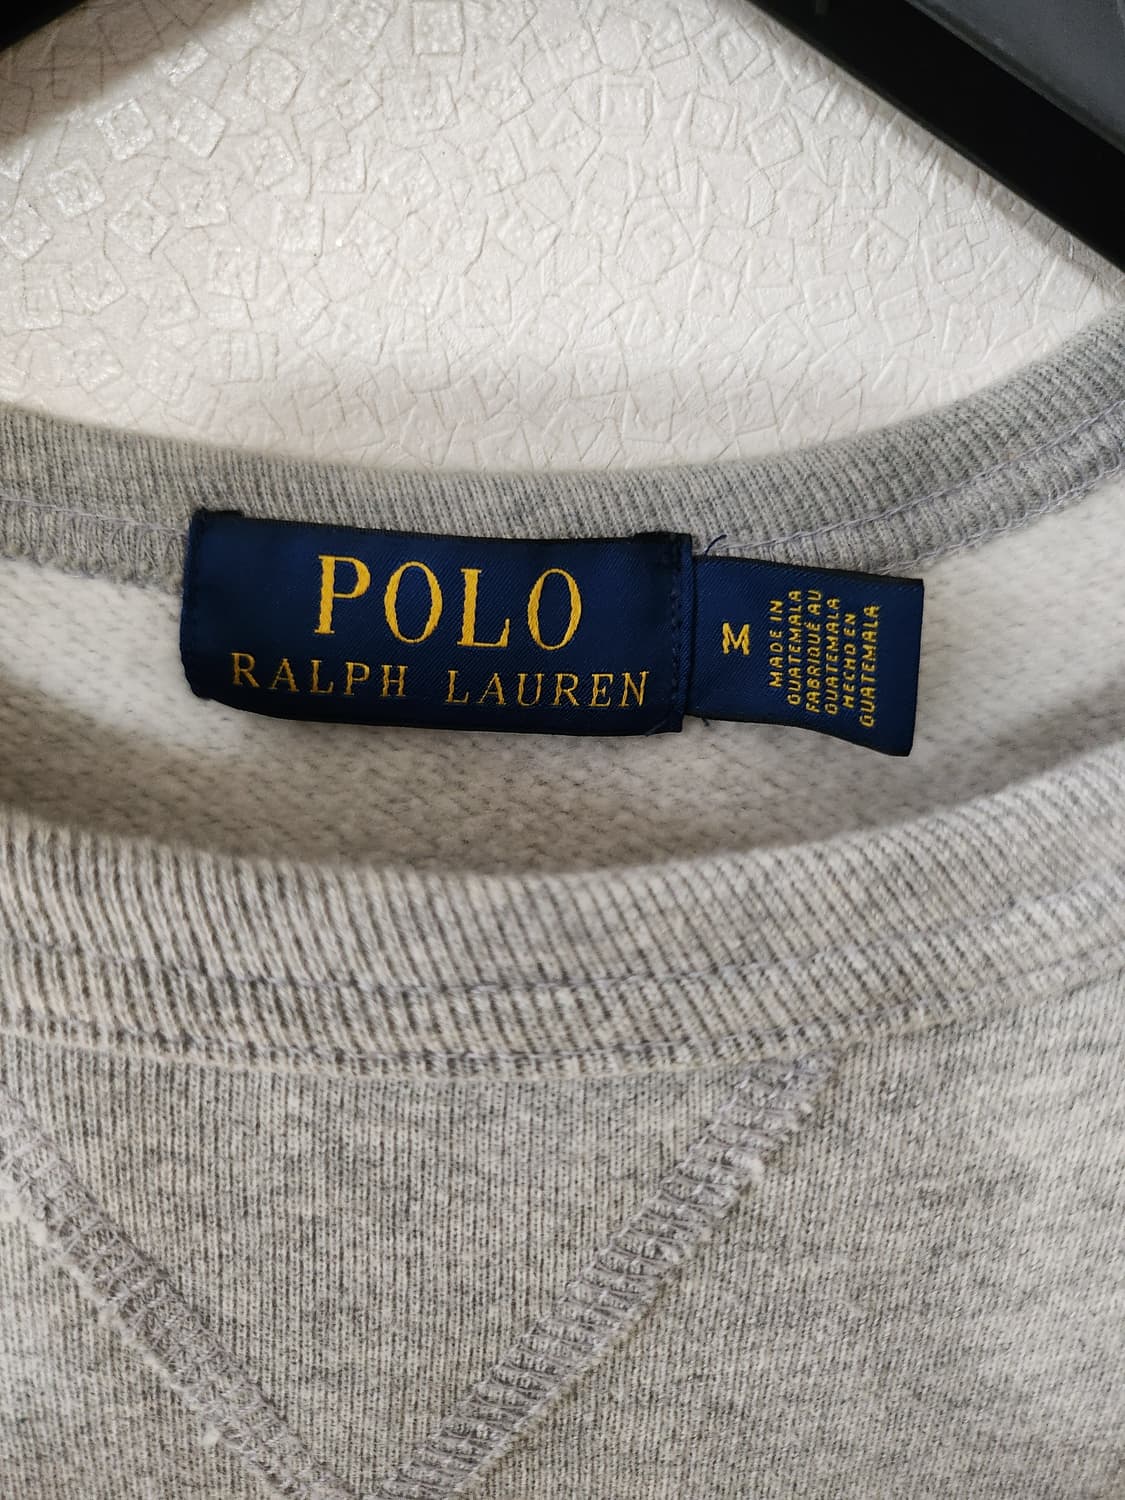 POLO
RALPH LAUREN
M
MADE IN
GUATEMALA
FABRIQUÉ AU
GUATEMALA
HECHO EN
GUATEMALA